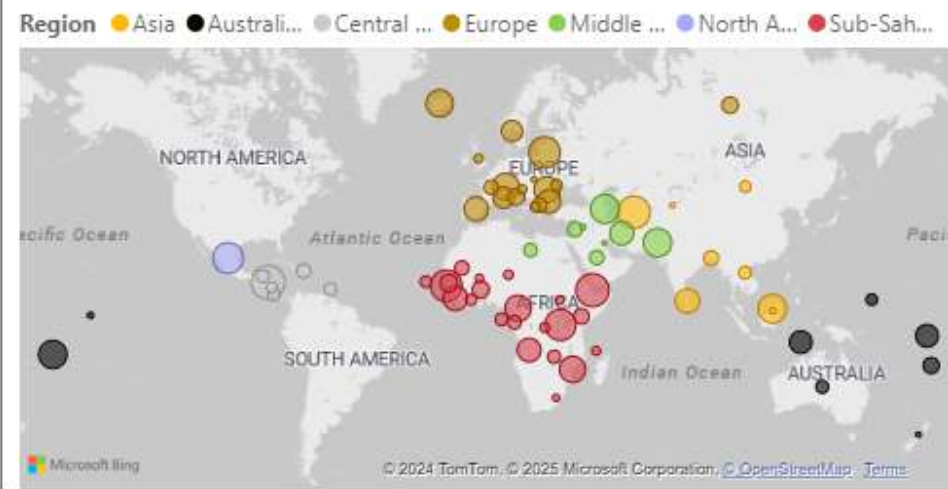 Region Asia Australi... Central ... Europe Middle ... North A... Sub-Sah...
NORTH AMERICA
EUROPE
ASIA
acific Ocean
Atlantic Ocean
Paci
AFRICA
SOUTH AMERICA
Indian Ocean
AUSTRALIA
Microsoft Bing
© 2024 TomTom, © 2025 Microsoft Corporation, © OpenStreetMap Terms